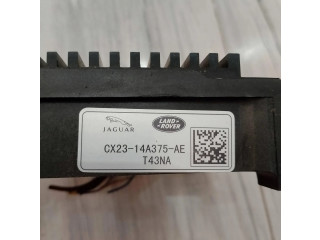 JAGUAR
LAND-
ROVER
CX23-14A375-AE
T43NA